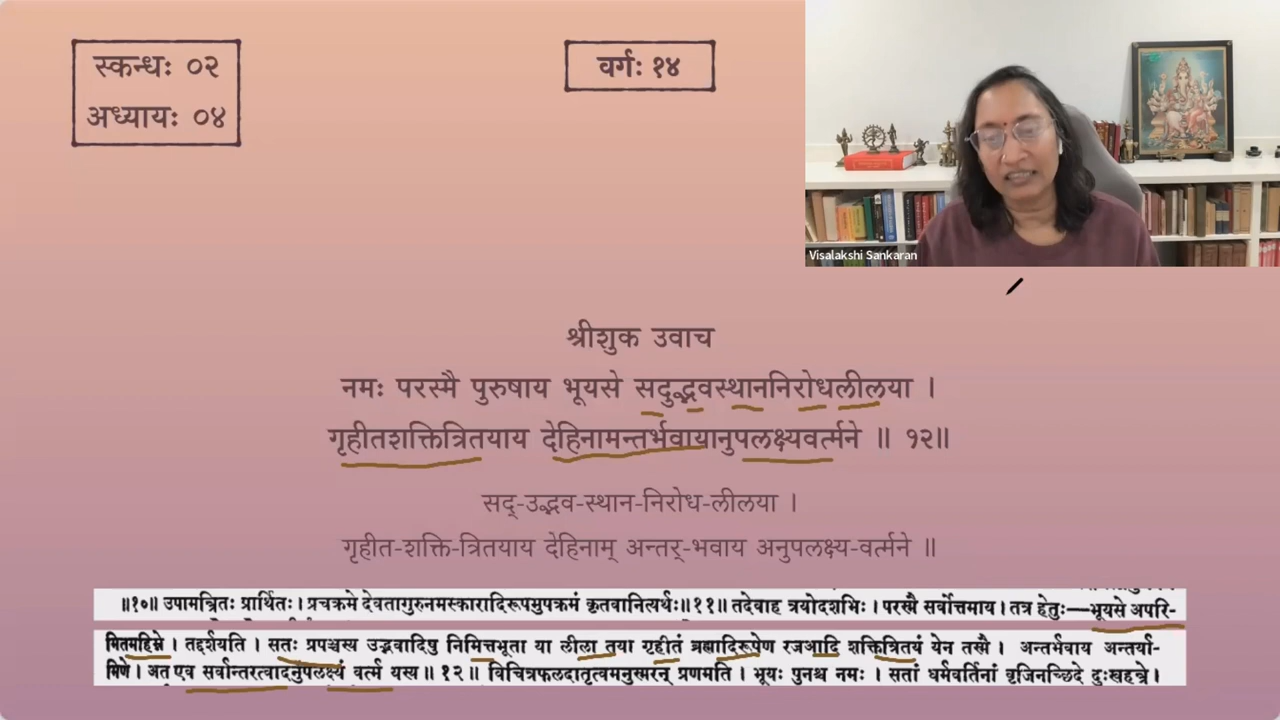 स्कन्धः ०२
अध्यायः ०४
वर्गः १४
Visalakshi Sankaran
श्रीशुक उवाच
नमः परस्मै पुरुषाय भूयसे सदुद्भवस्थाननिरोधलीलया ।
गृहीतशक्तित्रितयाय देहिनामन्तर्भवायानुपलक्ष्यवर्त्मने ॥ १२॥
सद्-उद्भव-स्थान-निरोध-लीलया ।
गृहीत-शक्ति-त्रितयाय देहिनाम् अन्तर्-भवाय अनुपलक्ष्य-वर्त्मने ॥
॥१०॥ उपामन्त्रितः प्रार्थितः। प्रचक्रमे देवतागुरुनमस्कारादिरूपमुपक्रमं कृतवानित्यर्थः॥११॥ तदेवाह त्रयोदशभिः। परस्मै सर्वोत्तमाय। तत्र हेतुः—भूयसे अपरि-
मितमहिम्ने । तद्दर्शयति । सतः प्रपञ्चस्य उद्भवादिषु निमित्तभूता या लीला तया गृहीतं ब्रह्मादिरूपेण रजआदि शक्तित्रितयं येन तस्मै । अन्तर्भवाय अन्तर्या-
मिणे । अत एव सर्वान्तरत्वादनुपलक्ष्यं वर्त्म यस्य॥१२॥ विचित्रफलदातृत्वमनुस्मरन् प्रणमति । भूयः पुनश्च नमः । सतां धर्मवर्तिनां वृजिनच्छिदे दुःखहन्त्रे।